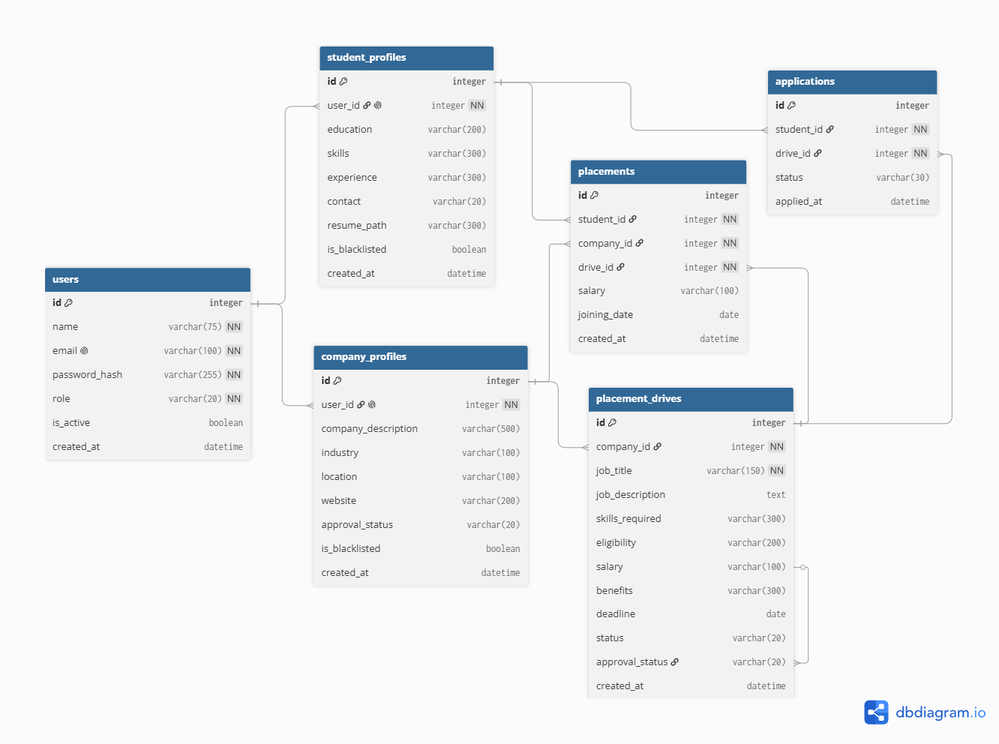 student_profiles
id integer
user_id integer NN
education varchar(200)
skills varchar(300)
experience varchar(300)
contact varchar(20)
resume_path varchar(300)
is_blacklisted boolean
created_at datetime
applications
id integer
student_id integer NN
drive_id integer NN
status varchar(30)
applied_at datetime
placements
id integer
student_id integer NN
company_id integer NN
drive_id integer NN
salary varchar(100)
joining_date date
created_at datetime
users
id integer
name varchar(75) NN
email varchar(100) NN
password_hash varchar(255) NN
role varchar(20) NN
is_active boolean
created_at datetime
company_profiles
id integer
user_id integer NN
company_description varchar(500)
industry varchar(100)
location varchar(100)
website varchar(200)
approval_status varchar(20)
is_blacklisted boolean
created_at datetime
placement_drives
id integer
company_id integer NN
job_title varchar(150) NN
job_description text
skills_required varchar(300)
eligibility varchar(200)
salary varchar(100)
benefits varchar(300)
deadline date
status varchar(20)
approval_status varchar(20)
created_at datetime
dbdiagram.io